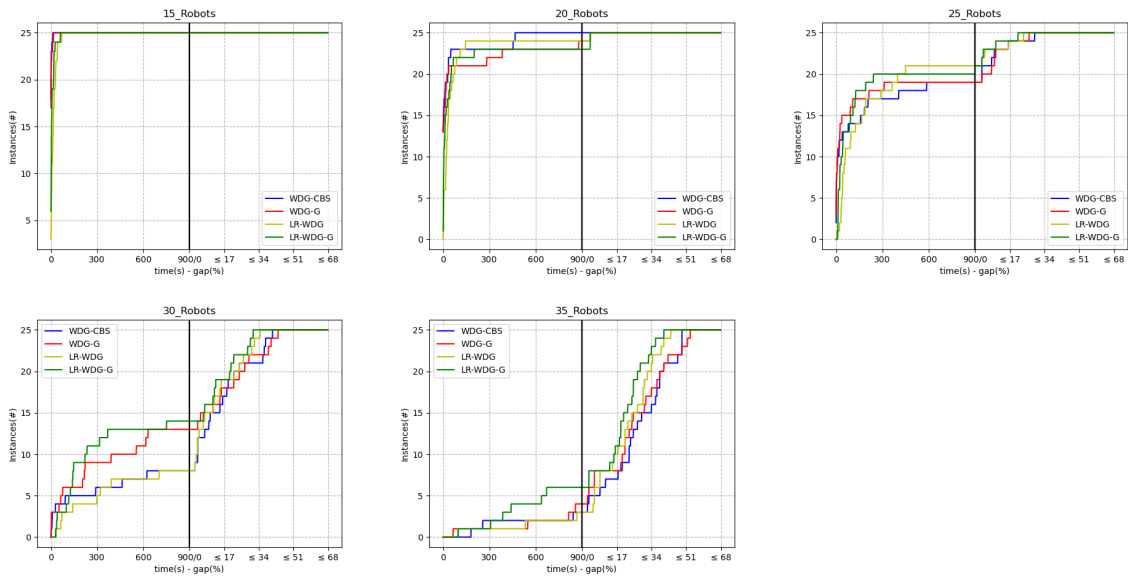 15_Robots
Instances(#)
25
20
15
10
5
WDG-CBS
WDG-G
LR-WDG
LR-WDG-G
0 300 600 900/0 ≤ 17 ≤ 34 ≤ 51 ≤ 68
time(s) - gap(%)
20_Robots
Instances(#)
25
20
15
10
5
0
WDG-CBS
WDG-G
LR-WDG
LR-WDG-G
0 300 600 900/0 ≤ 17 ≤ 34 ≤ 51 ≤ 68
time(s) - gap(%)
25_Robots
Instances(#)
25
20
15
10
5
0
WDG-CBS
WDG-G
LR-WDG
LR-WDG-G
0 300 600 900/0 ≤ 17 ≤ 34 ≤ 51 ≤ 68
time(s) - gap(%)
30_Robots
Instances(#)
25
20
15
10
5
0
WDG-CBS
WDG-G
LR-WDG
LR-WDG-G
0 300 600 900/0 ≤ 17 ≤ 34 ≤ 51 ≤ 68
time(s) - gap(%)
35_Robots
Instances(#)
25
20
15
10
5
0
WDG-CBS
WDG-G
LR-WDG
LR-WDG-G
0 300 600 900/0 ≤ 17 ≤ 34 ≤ 51 ≤ 68
time(s) - gap(%)